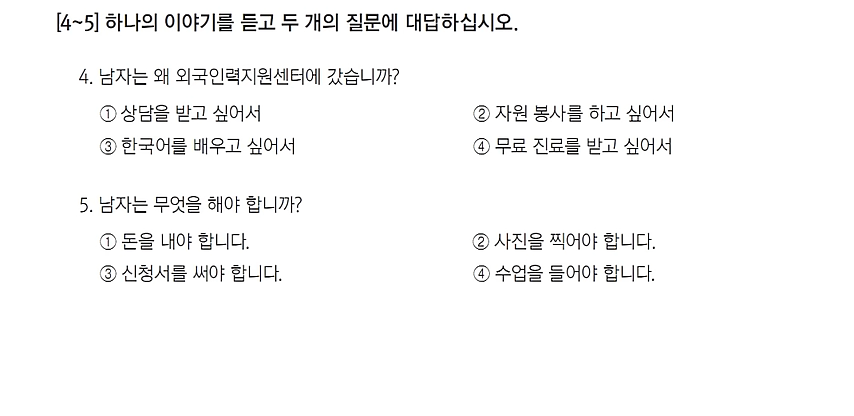 [4~5] 하나의 이야기를 듣고 두 개의 질문에 대답하십시오.
4. 남자는 왜 외국인력지원센터에 갔습니까?
① 상담을 받고 싶어서 ② 자원 봉사를 하고 싶어서
③ 한국어를 배우고 싶어서 ④ 무료 진료를 받고 싶어서
5. 남자는 무엇을 해야 합니까?
① 돈을 내야 합니다. ② 사진을 찍어야 합니다.
③ 신청서를 써야 합니다. ④ 수업을 들어야 합니다.